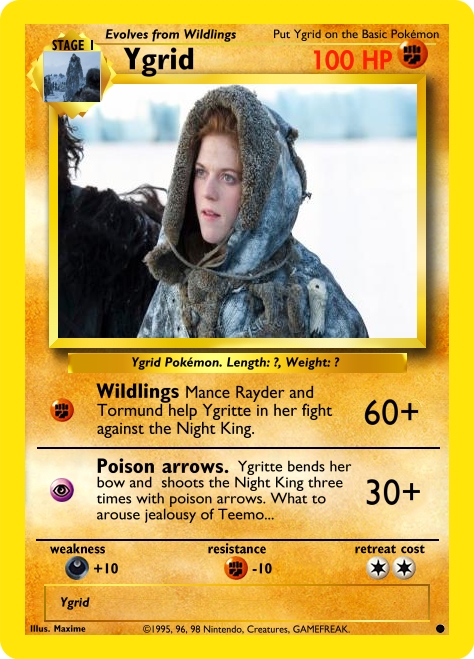 Evolves from Wildlings
Put Ygrid on the Basic Pokémon
STAGE 1
Ygrid
100 HP
Ygrid Pokémon. Length: ?, Weight: ?
Wildlings Mance Rayder and
Tormund help Ygritte in her fight
against the Night King.
60+
Poison arrows. Ygritte bends her
bow and shoots the Night King three
times with poison arrows. What to
arouse jealousy of Teemo...
30+
weakness
resistance
retreat cost
+10
-10
Ygrid
Illus. Maxime
©1995, 96, 98 Nintendo, Creatures, GAMEFREAK.